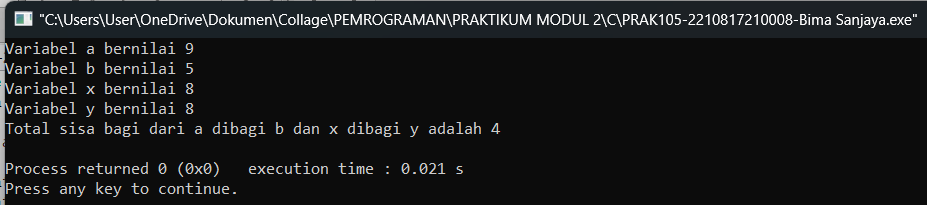 "C:\Users\User\OneDrive\Dokumen\Collage\PEMROGRAMAN\PRAKTIKUM MODUL 2\C\PRAK105-2210817210008-Bima Sanjaya.exe"
Variabel a bernilai 9
Variabel b bernilai 5
Variabel x bernilai 8
Variabel y bernilai 8
Total sisa bagi dari a dibagi b dan x dibagi y adalah 4
Process returned 0 (0x0)   execution time : 0.021 s
Press any key to continue.